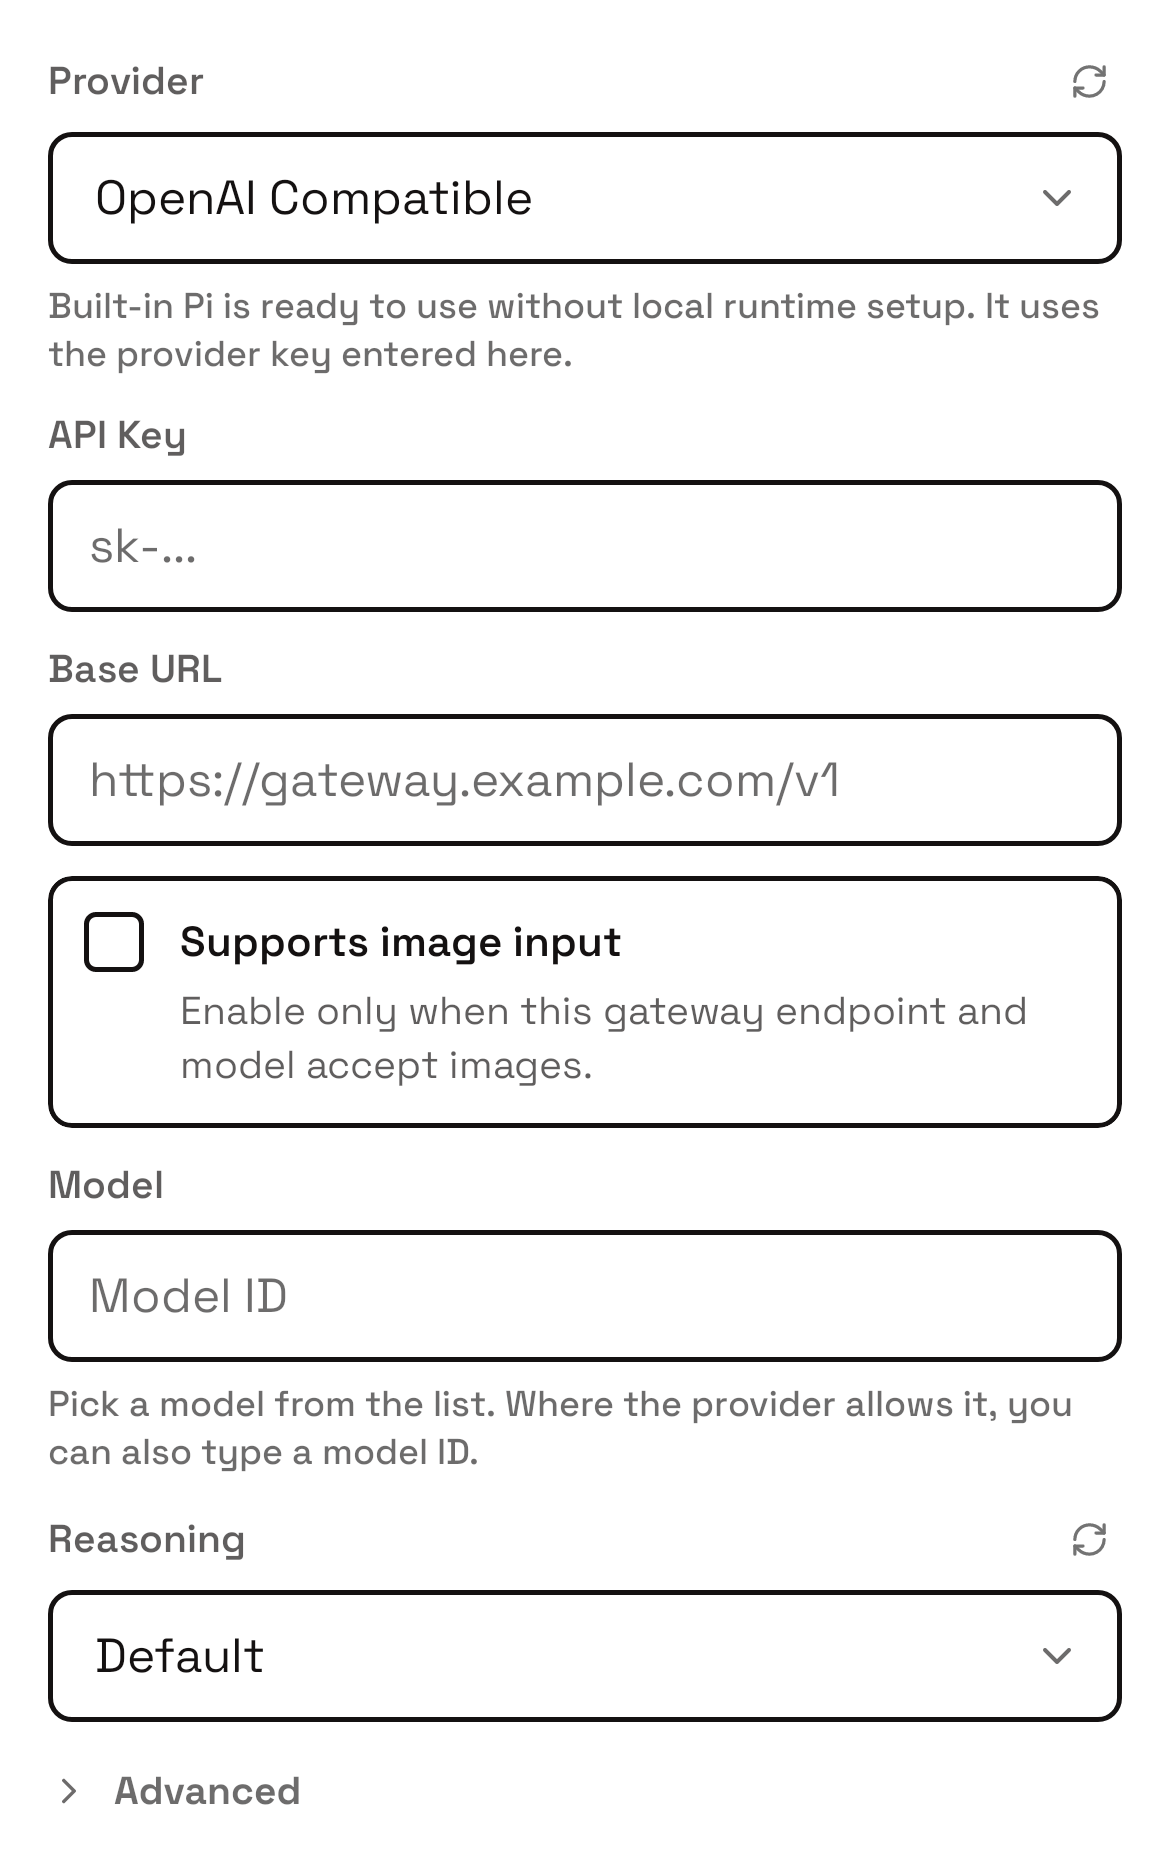 Provider
OpenAI Compatible
Built-in Pi is ready to use without local runtime setup. It uses
the provider key entered here.
API Key
sk-...
Base URL
https://gateway.example.com/v1
Supports image input
Enable only when this gateway endpoint and
model accept images.
Model
Model ID
Pick a model from the list. Where the provider allows it, you
can also type a model ID.
Reasoning
Default
Advanced